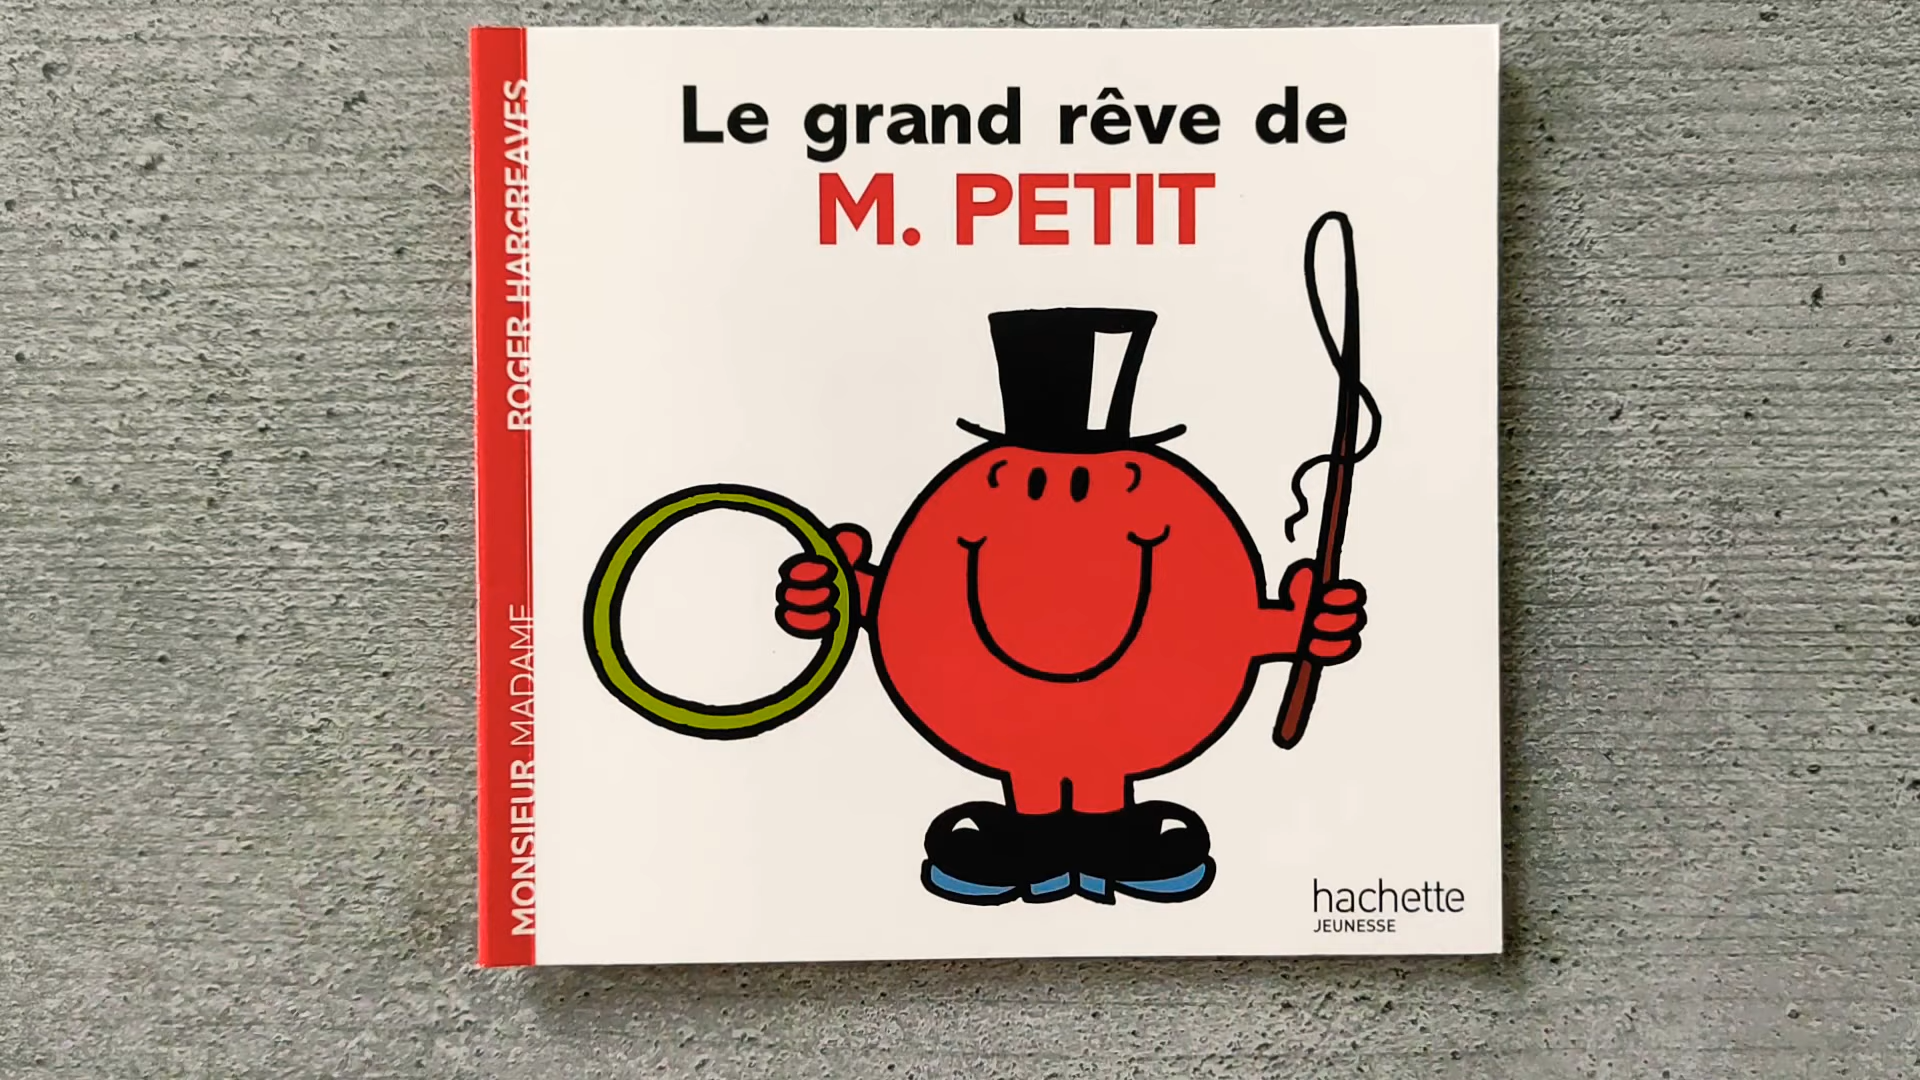 Le grand rêve de
M. PETIT
ROGER HARGREAVES
MONSIEUR MADAME
hachette
JEUNESSE